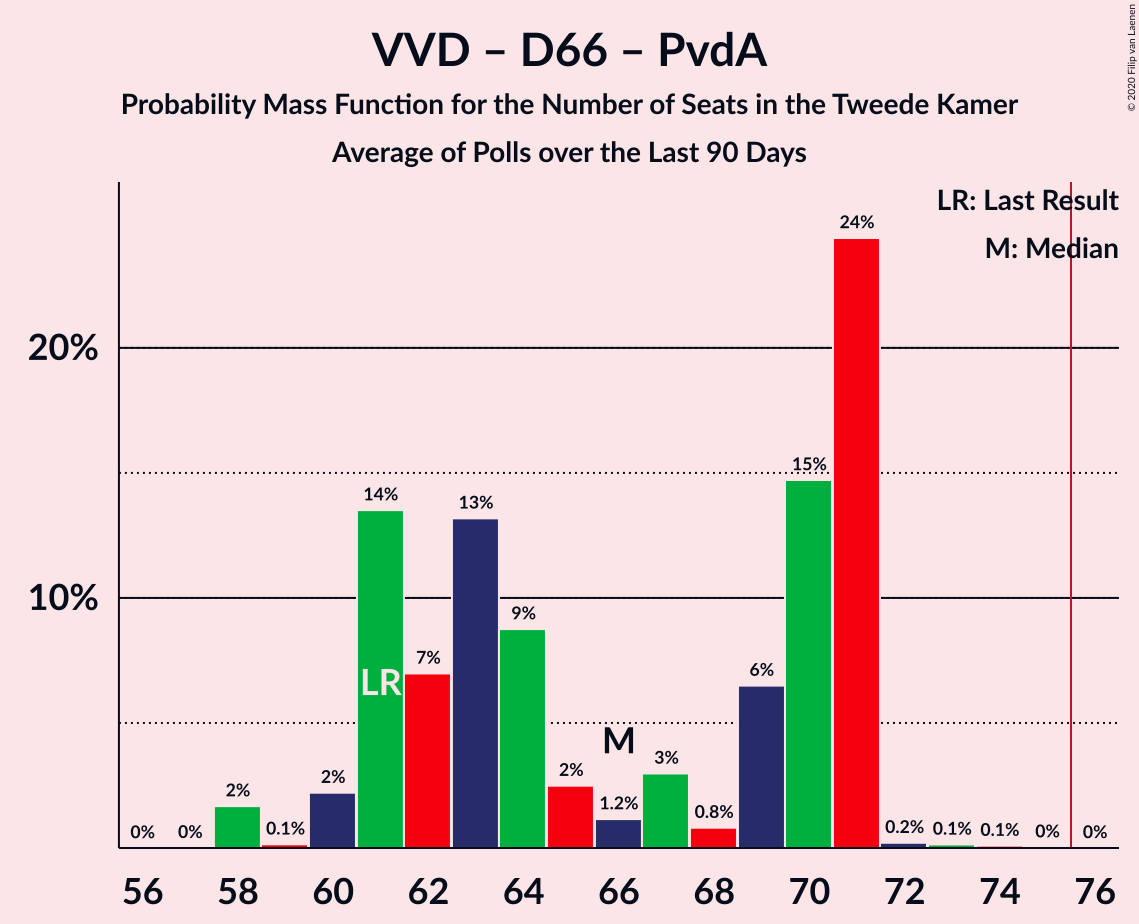 VVD – D66 – PvdA
Probability Mass Function for the Number of Seats in the Tweede Kamer
Average of Polls over the Last 90 Days
© 2020 Filip van Laenen
LR: Last Result
M: Median
20%
10%
0%
0%
2%
0.1%
2%
14%
7%
13%
9%
2%
1.2%
3%
0.8%
6%
15%
24%
0.2%
0.1%
0.1%
0%
0%
LR
M
56 58 60 62 64 66 68 70 72 74 76